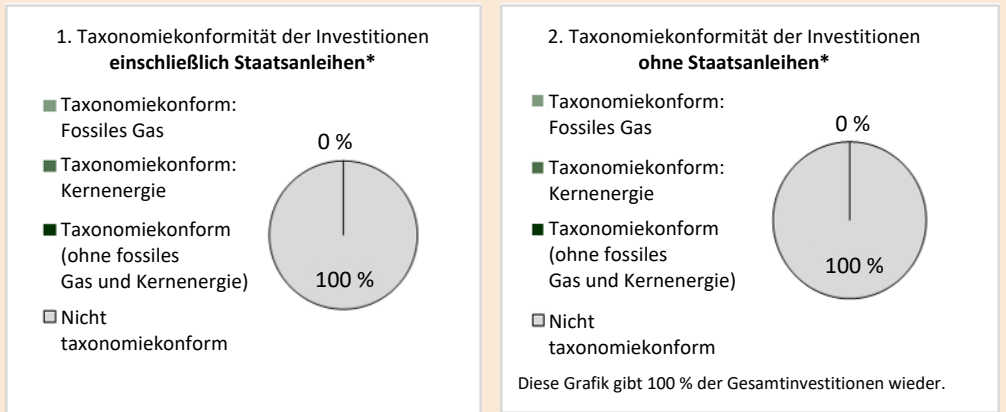 1. Taxonomiekonformität der Investitionen
einschließlich Staatsanleihen*
Taxonomiekonform:
Fossiles Gas
Taxonomiekonform:
Kernenergie
Taxonomiekonform
(ohne fossiles
Gas und Kernenergie)
Nicht
taxonomiekonform
0 %
100 %
2. Taxonomiekonformität der Investitionen
ohne Staatsanleihen*
Taxonomiekonform:
Fossiles Gas
Taxonomiekonform:
Kernenergie
Taxonomiekonform
(ohne fossiles
Gas und Kernenergie)
Nicht
taxonomiekonform
0 %
100 %
Diese Grafik gibt 100 % der Gesamtinvestitionen wieder.